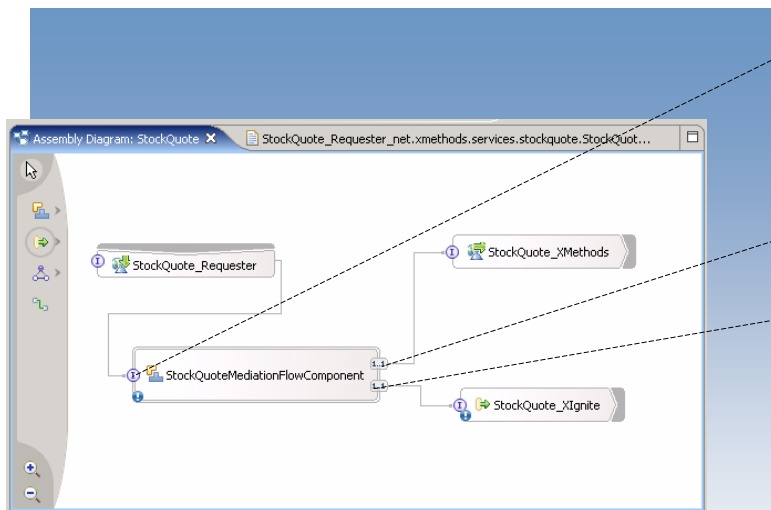 Assembly Diagram: StockQuote StockQuote_Requester_net.xmethods.services.stockquote.StockQuot...
StockQuote_XMethods
StockQuote_Requester
1..1
StockQuoteMediationFlowComponent
1..1
StockQuote_XIgnite